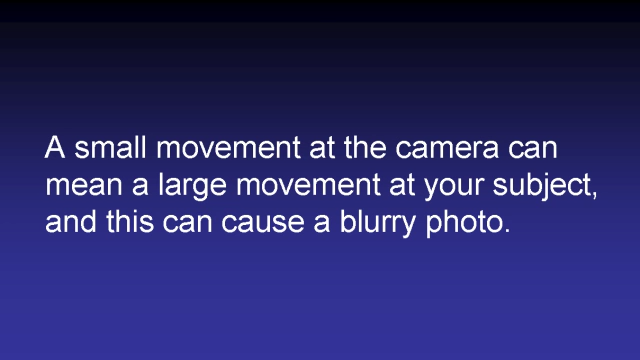 A small movement at the camera can
mean a large movement at your subject,
and this can cause a blurry photo.